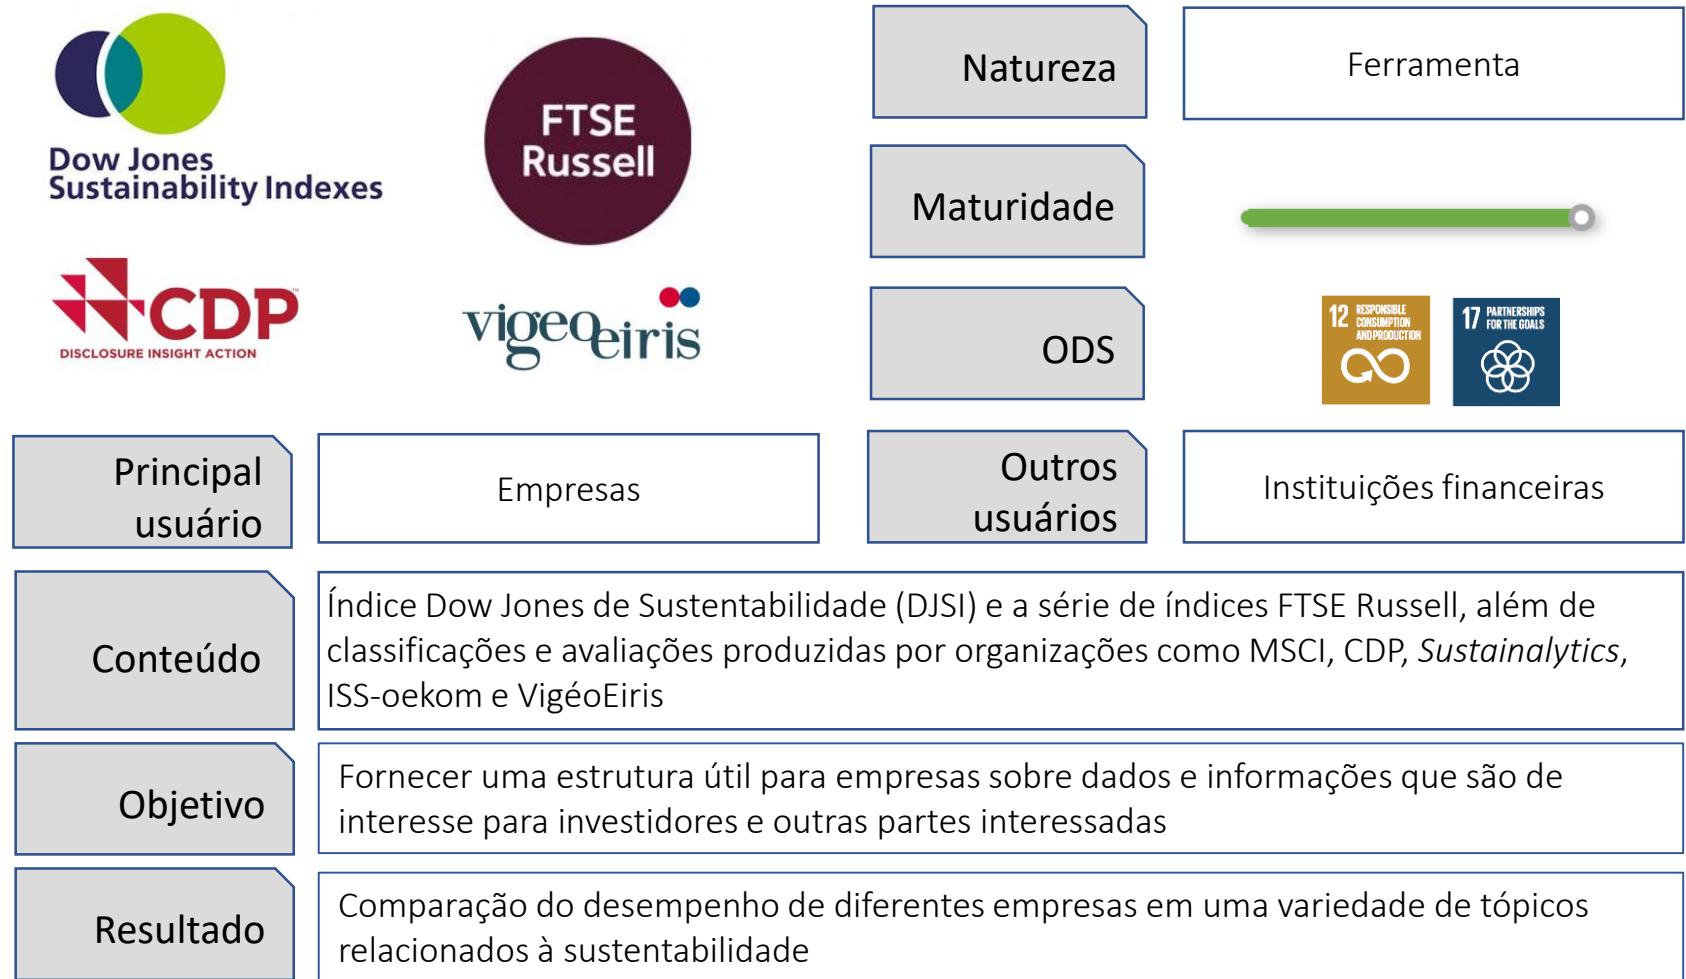 Dow Jones
Sustainability Indexes
FTSE
Russell
CDP™
DISCLOSURE INSIGHT ACTION
vigeoeiris
Natureza
Ferramenta
Maturidade
ODS
12 RESPONSIBLE
CONSUMPTION
AND PRODUCTION
17 PARTNERSHIPS
FOR THE GOALS
Principal
usuário
Empresas
Outros
usuários
Instituições financeiras
Conteúdo
Índice Dow Jones de Sustentabilidade (DJSI) e a série de índices FTSE Russell, além de
classificações e avaliações produzidas por organizações como MSCI, CDP, Sustainalytics,
ISS-oekom e VigéoEiris
Objetivo
Fornecer uma estrutura útil para empresas sobre dados e informações que são de
interesse para investidores e outras partes interessadas
Resultado
Comparação do desempenho de diferentes empresas em uma variedade de tópicos
relacionados à sustentabilidade